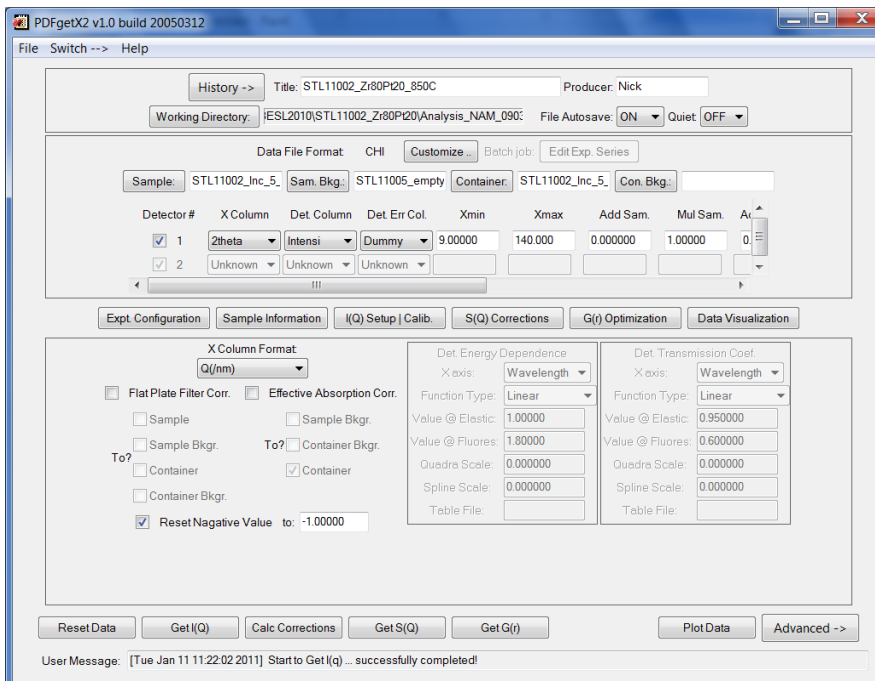 PDFgetX2 v1.0 build 20050312
File Switch --> Help
History -> Title: STL11002_Zr80Pt20_850C Producer: Nick
Working Directory: ESL2010\STL11002_Zr80Pt20\Analysis_NAM_0903 File Autosave: ON Quiet: OFF
Data File Format CHI Customize .. Batch job: Edit Exp. Series
Sample: STL11002_Inc_5_ Sam. Bkg.: STL11005_empty Container: STL11002_Inc_5_ Con. Bkg.:
Detector # X Column Det. Column Det. Err Col. Xmin Xmax Add Sam. Mul Sam.
1 2theta Intensi Dummy 9.00000 140.000 0.000000 1.00000 0.
2 Unknown Unknown Unknown
Expt. Configuration Sample Information I(Q) Setup | Calib. S(Q) Corrections G(r) Optimization Data Visualization
X Column Format: Det. Energy Dependence Det. Transmission Coef.
Q(/nm) X axis: Wavelength X axis: Wavelength
Flat Plate Filter Corr. Effective Absorption Corr. Function Type: Linear Function Type: Linear
Sample Sample Bkgr. Value @ Elastic: 1.00000 Value @ Elastic: 0.950000
To? Sample Bkgr. To? Container Bkgr. Value @ Fluores: 1.80000 Value @ Fluores: 0.600000
Container Container Quadra Scale: 0.000000 Quadra Scale: 0.000000
Container Bkgr. Spline Scale: 0.000000 Spline Scale: 0.000000
Reset Nagative Value to: -1.00000 Table File: Table File:
Reset Data Get I(Q) Calc Corrections Get S(Q) Get G(r) Plot Data Advanced ->
User Message: [Tue Jan 11 11:22:02 2011] Start to Get I(q) ... successfully completed!